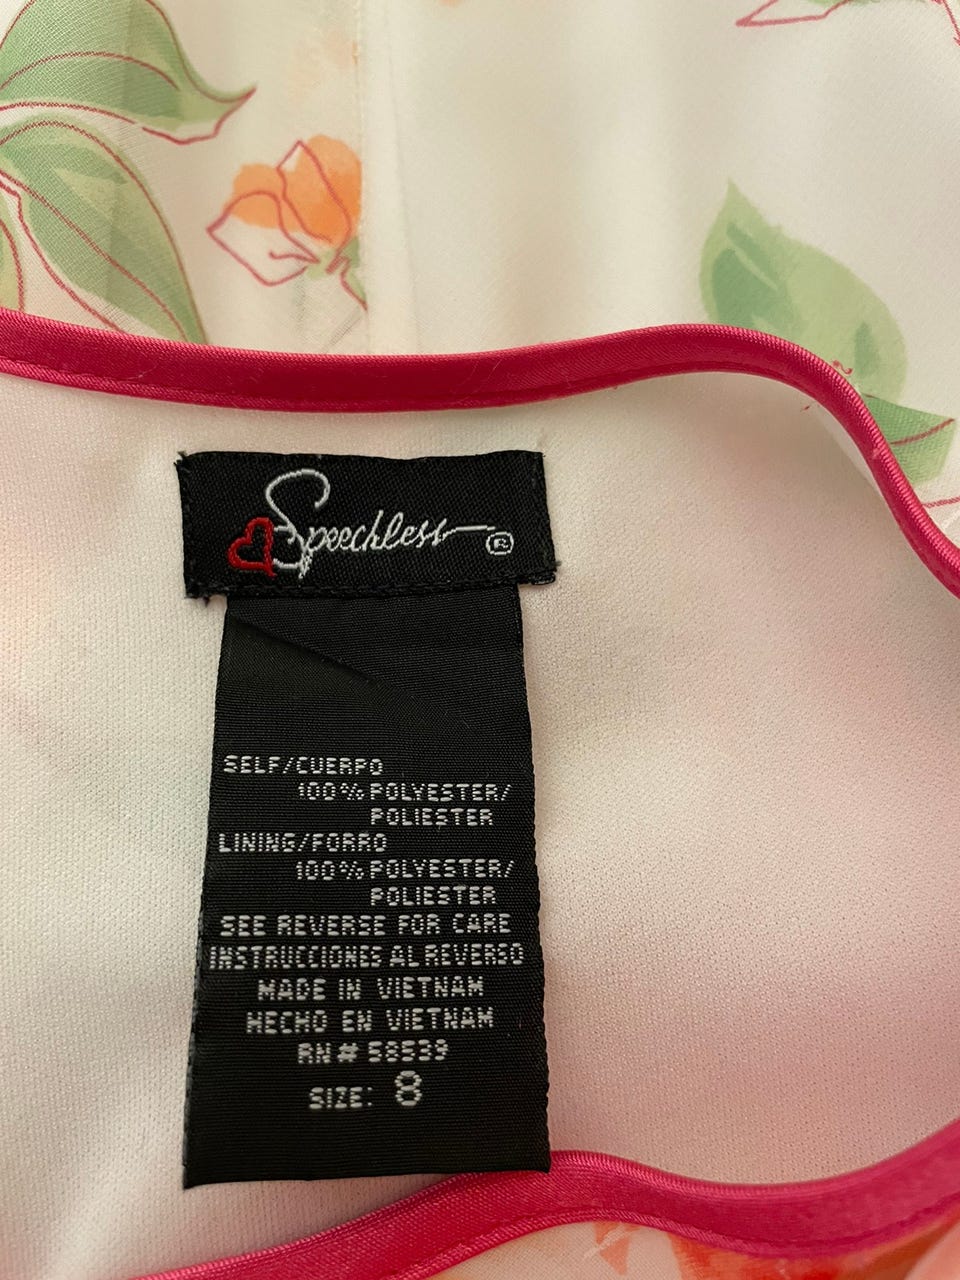 Speechless®
SELF/CUERPO
100% POLYESTER/
POLIESTER
LINING/FORRO
100% POLYESTER/
POLIESTER
SEE REVERSE FOR CARE
INSTRUCCIONES AL REVERSO
MADE IN VIETNAM
HECHO EN VIETNAM
RN# 58539
SIZE: 8